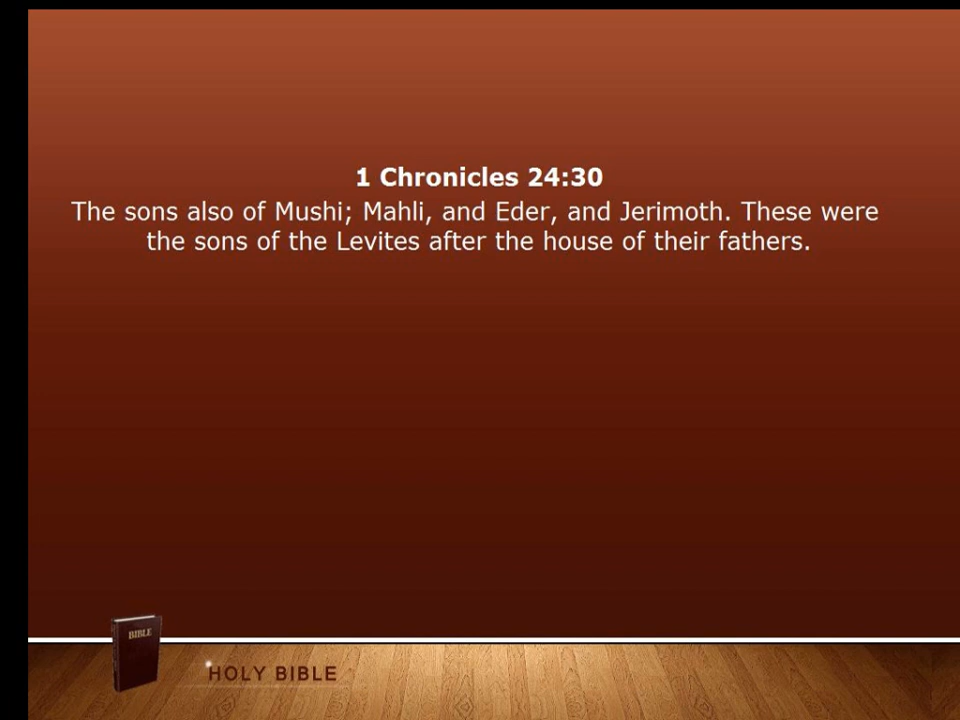 1 Chronicles 24:30
The sons also of Mushi; Mahli, and Eder, and Jerimoth. These were
the sons of the Levites after the house of their fathers.
BIBLE
HOLY BIBLE